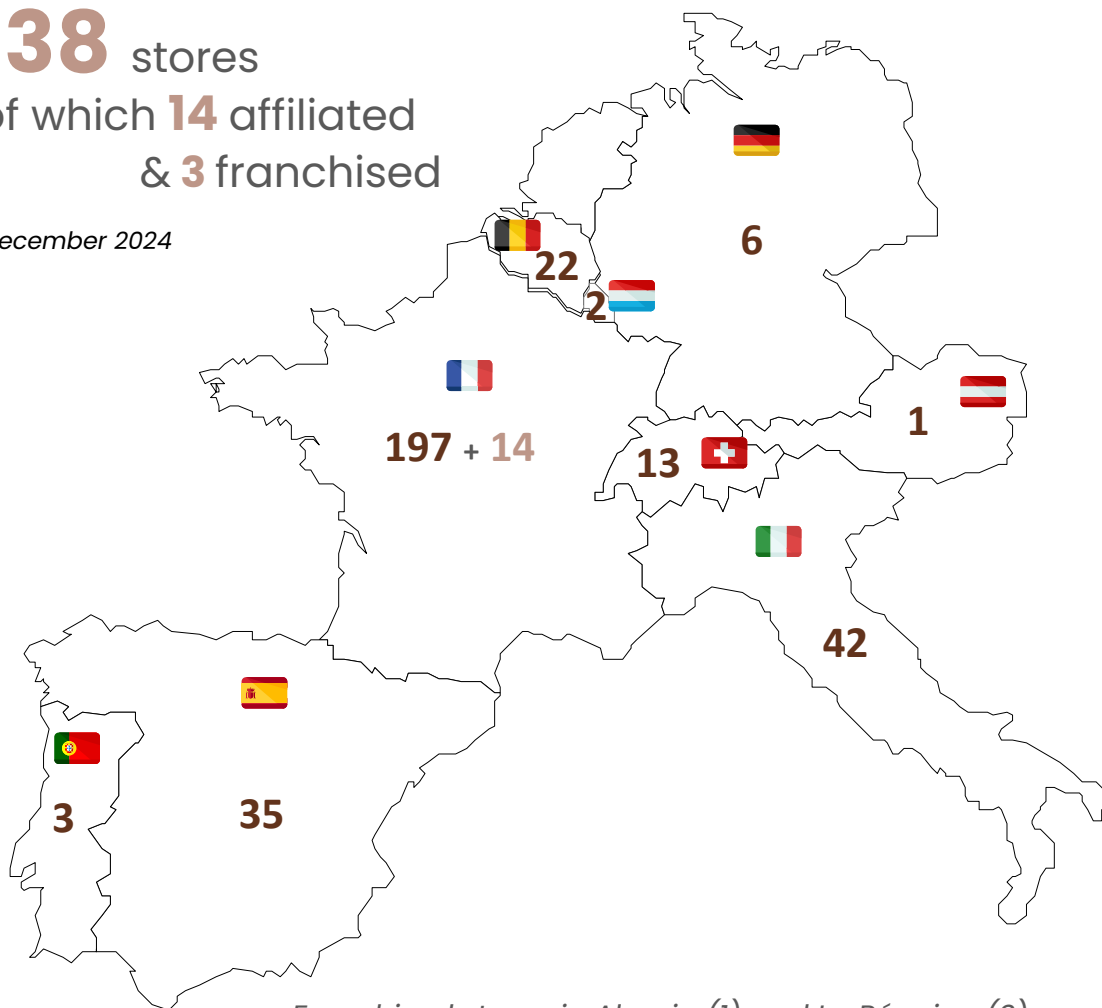 38 stores
of which 14 affiliated
& 3 franchised
ecember 2024
6
22
2
1
197 + 14
13
42
3
35